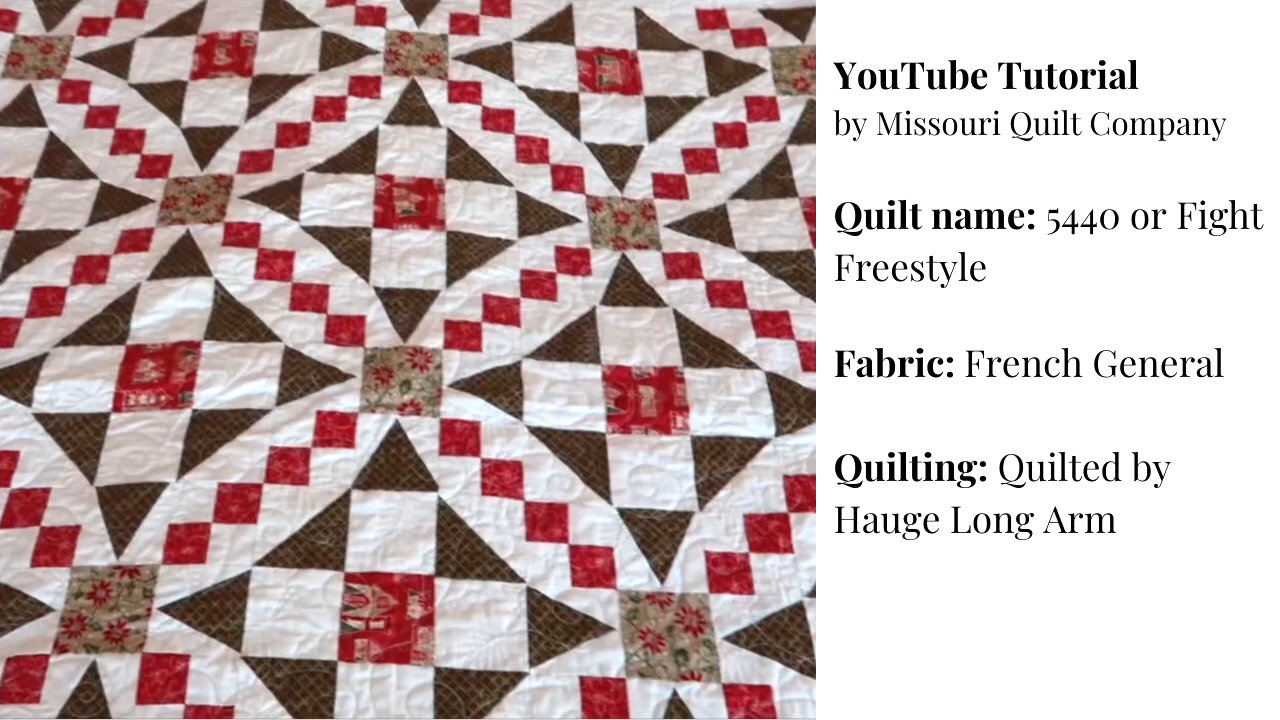 YouTube Tutorial
by Missouri Quilt Company
Quilt name: 5440 or Fight
Freestyle
Fabric: French General
Quilting: Quilted by
Hauge Long Arm